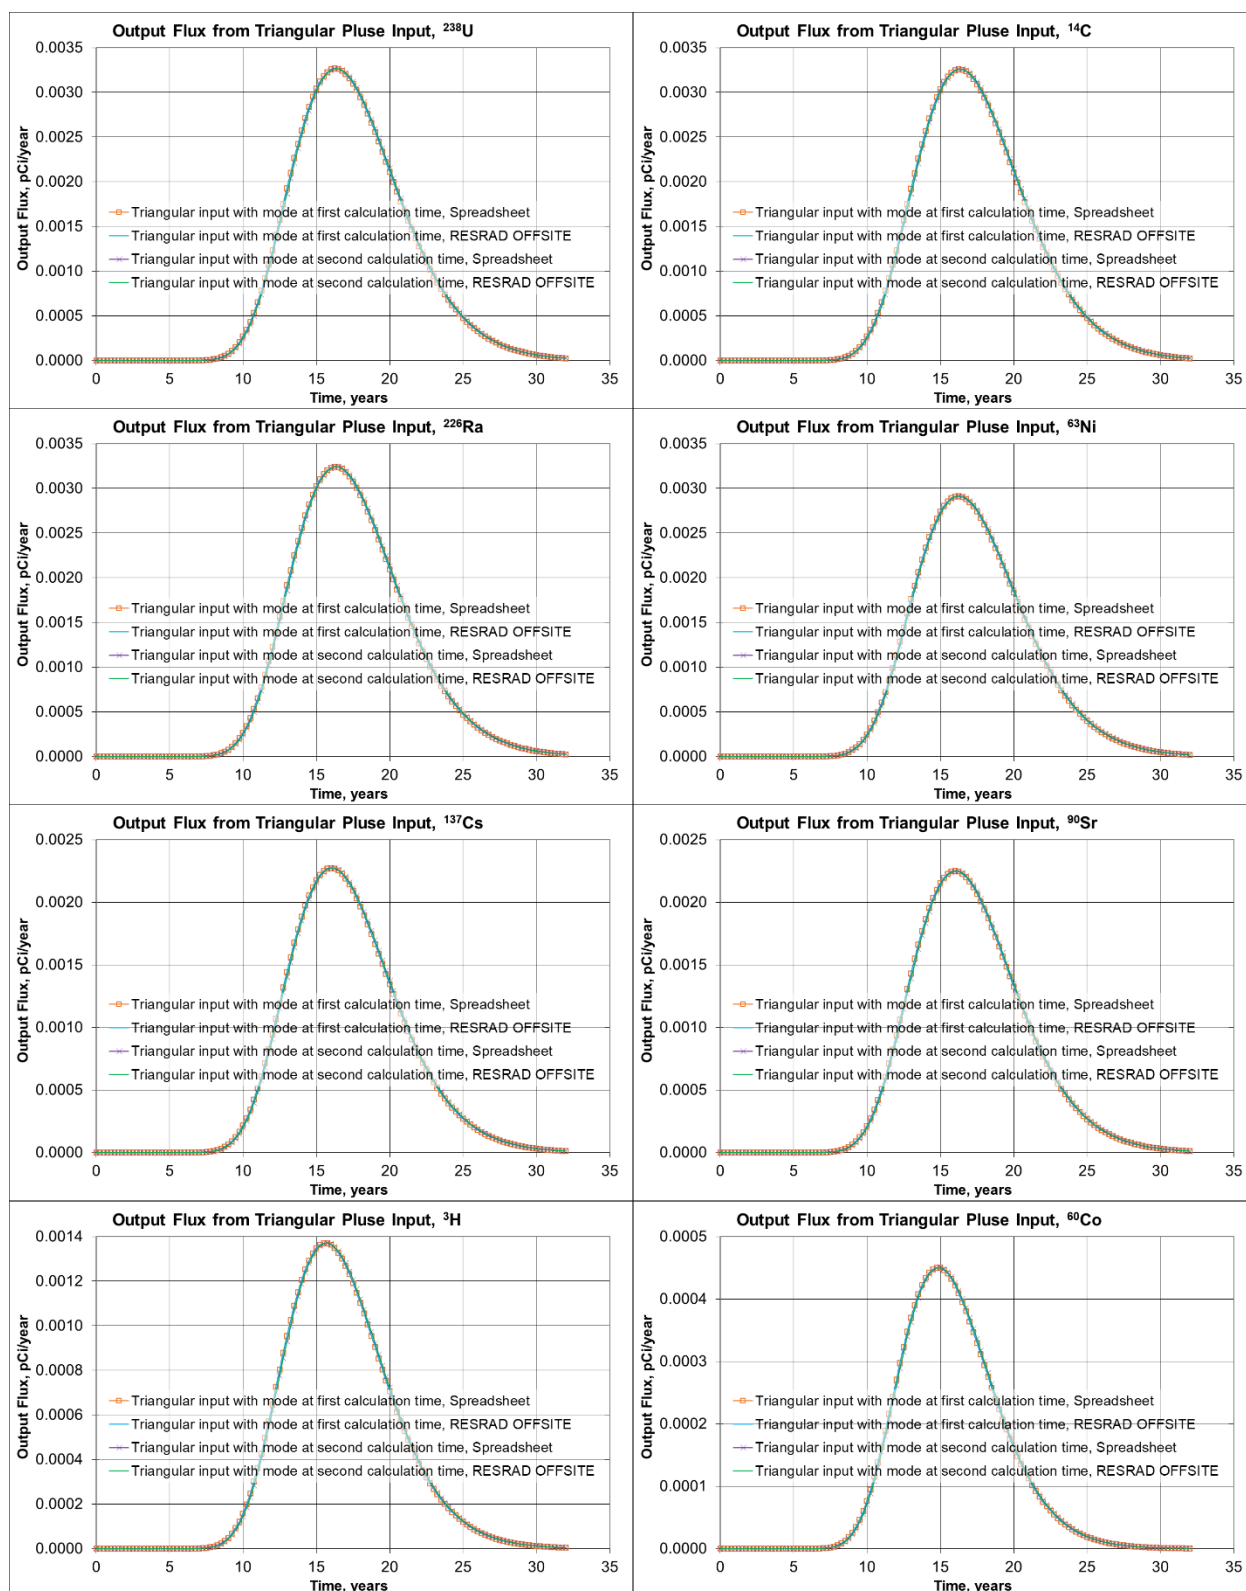 Output Flux from Triangular Pluse Input, ²³⁸U
0.0035
0.0030
0.0025
0.0020
0.0015
0.0010
0.0005
0.0000
Output Flux, pCi/year
Triangular input with mode at first calculation time, Spreadsheet
Triangular input with mode at first calculation time, RESRAD OFFSITE
Triangular input with mode at second calculation time, Spreadsheet
Triangular input with mode at second calculation time, RESRAD OFFSITE
0 5 10 15 20 25 30 35
Time, years
Output Flux from Triangular Pluse Input, ¹⁴C
0.0035
0.0030
0.0025
0.0020
0.0015
0.0010
0.0005
0.0000
Output Flux, pCi/year
Triangular input with mode at first calculation time, Spreadsheet
Triangular input with mode at first calculation time, RESRAD OFFSITE
Triangular input with mode at second calculation time, Spreadsheet
Triangular input with mode at second calculation time, RESRAD OFFSITE
0 5 10 15 20 25 30 35
Time, years
Output Flux from Triangular Pluse Input, ²²⁶Ra
0.0035
0.0030
0.0025
0.0020
0.0015
0.0010
0.0005
0.0000
Output Flux, pCi/year
Triangular input with mode at first calculation time, Spreadsheet
Triangular input with mode at first calculation time, RESRAD OFFSITE
Triangular input with mode at second calculation time, Spreadsheet
Triangular input with mode at second calculation time, RESRAD OFFSITE
0 5 10 15 20 25 30 35
Time, years
Output Flux from Triangular Pluse Input, ⁶³Ni
0.0035
0.0030
0.0025
0.0020
0.0015
0.0010
0.0005
0.0000
Output Flux, pCi/year
Triangular input with mode at first calculation time, Spreadsheet
Triangular input with mode at first calculation time, RESRAD OFFSITE
Triangular input with mode at second calculation time, Spreadsheet
Triangular input with mode at second calculation time, RESRAD OFFSITE
0 5 10 15 20 25 30 35
Time, years
Output Flux from Triangular Pluse Input, ¹³⁷Cs
0.0025
0.0020
0.0015
0.0010
0.0005
0.0000
Output Flux, pCi/year
Triangular input with mode at first calculation time, Spreadsheet
Triangular input with mode at first calculation time, RESRAD OFFSITE
Triangular input with mode at second calculation time, Spreadsheet
Triangular input with mode at second calculation time, RESRAD OFFSITE
0 5 10 15 20 25 30 35
Time, years
Output Flux from Triangular Pluse Input, ⁹⁰Sr
0.0025
0.0020
0.0015
0.0010
0.0005
0.0000
Output Flux, pCi/year
Triangular input with mode at first calculation time, Spreadsheet
Triangular input with mode at first calculation time, RESRAD OFFSITE
Triangular input with mode at second calculation time, Spreadsheet
Triangular input with mode at second calculation time, RESRAD OFFSITE
0 5 10 15 20 25 30 35
Time, years
Output Flux from Triangular Pluse Input, ³H
0.0014
0.0012
0.0010
0.0008
0.0006
0.0004
0.0002
0.0000
Output Flux, pCi/year
Triangular input with mode at first calculation time, Spreadsheet
Triangular input with mode at first calculation time, RESRAD OFFSITE
Triangular input with mode at second calculation time, Spreadsheet
Triangular input with mode at second calculation time, RESRAD OFFSITE
0 5 10 15 20 25 30 35
Time, years
Output Flux from Triangular Pluse Input, ⁶⁰Co
0.0005
0.0004
0.0003
0.0002
0.0001
0.0000
Output Flux, pCi/year
Triangular input with mode at first calculation time, Spreadsheet
Triangular input with mode at first calculation time, RESRAD OFFSITE
Triangular input with mode at second calculation time, Spreadsheet
Triangular input with mode at second calculation time, RESRAD OFFSITE
0 5 10 15 20 25 30 35
Time, years